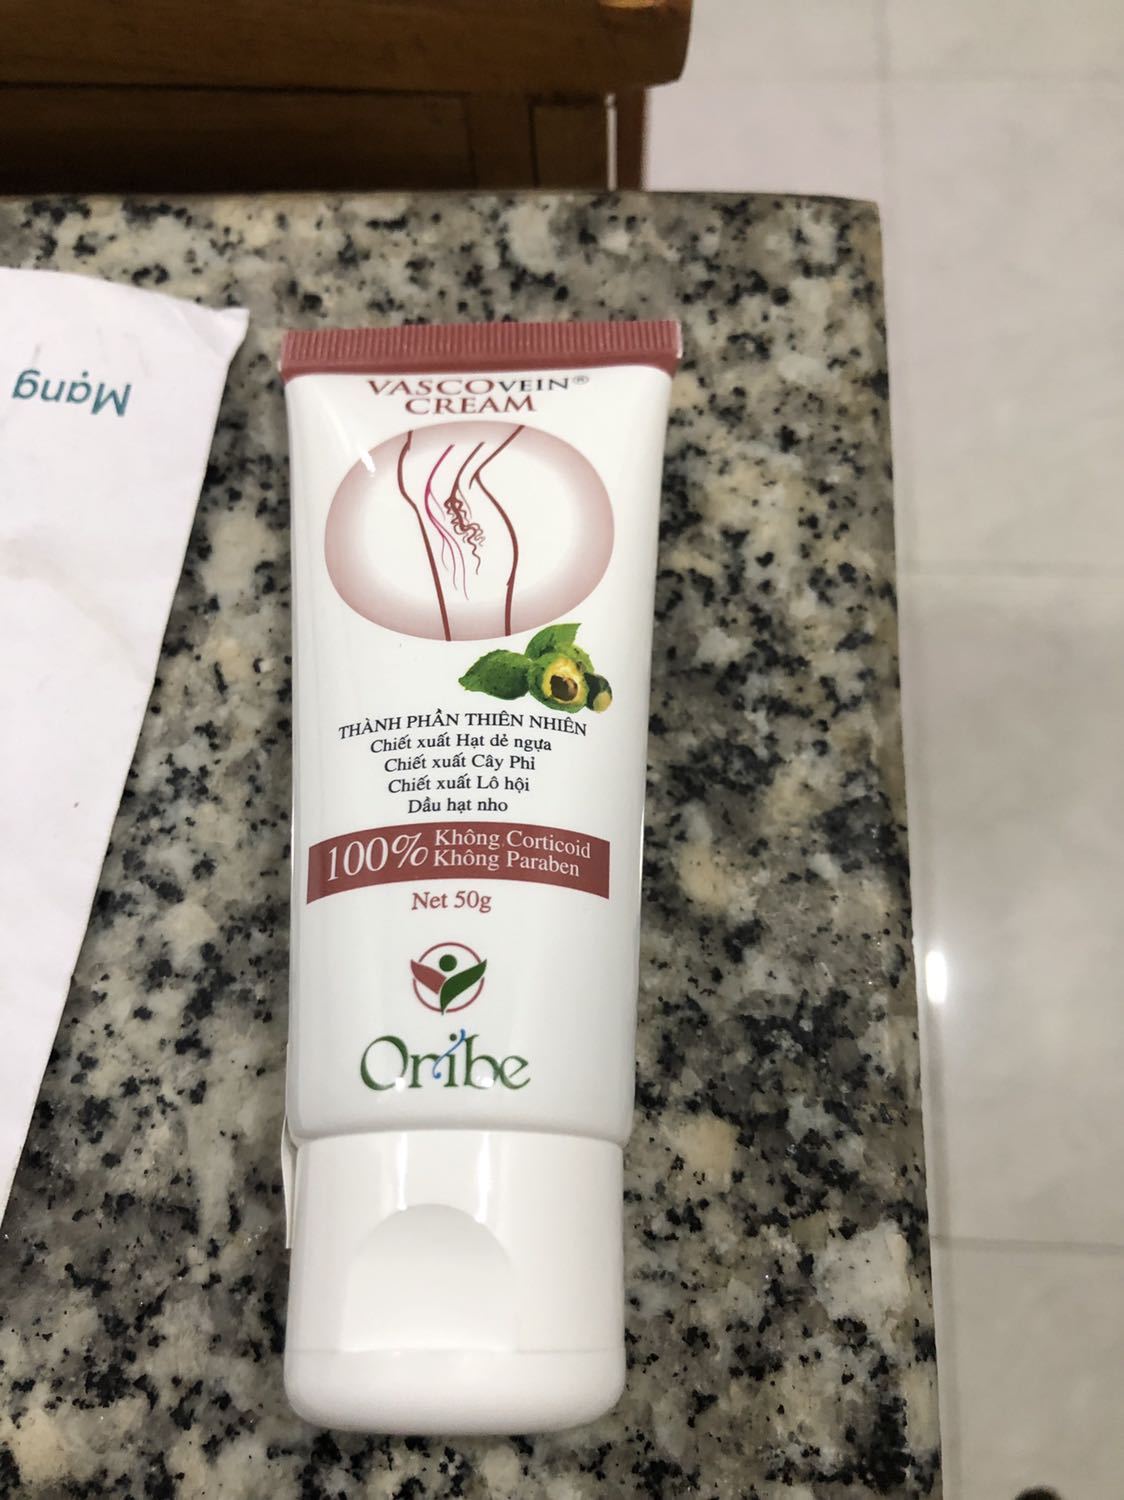 Mạng
VASCOVEIN®
CREAM
THÀNH PHẦN THIÊN NHIÊN
Chiết xuất Hạt dẻ ngựa
Chiết xuất Cây Phỉ
Chiết xuất Lô hội
Dầu hạt nho
100% Không Corticoid
Không Paraben
Net 50g
Oribe